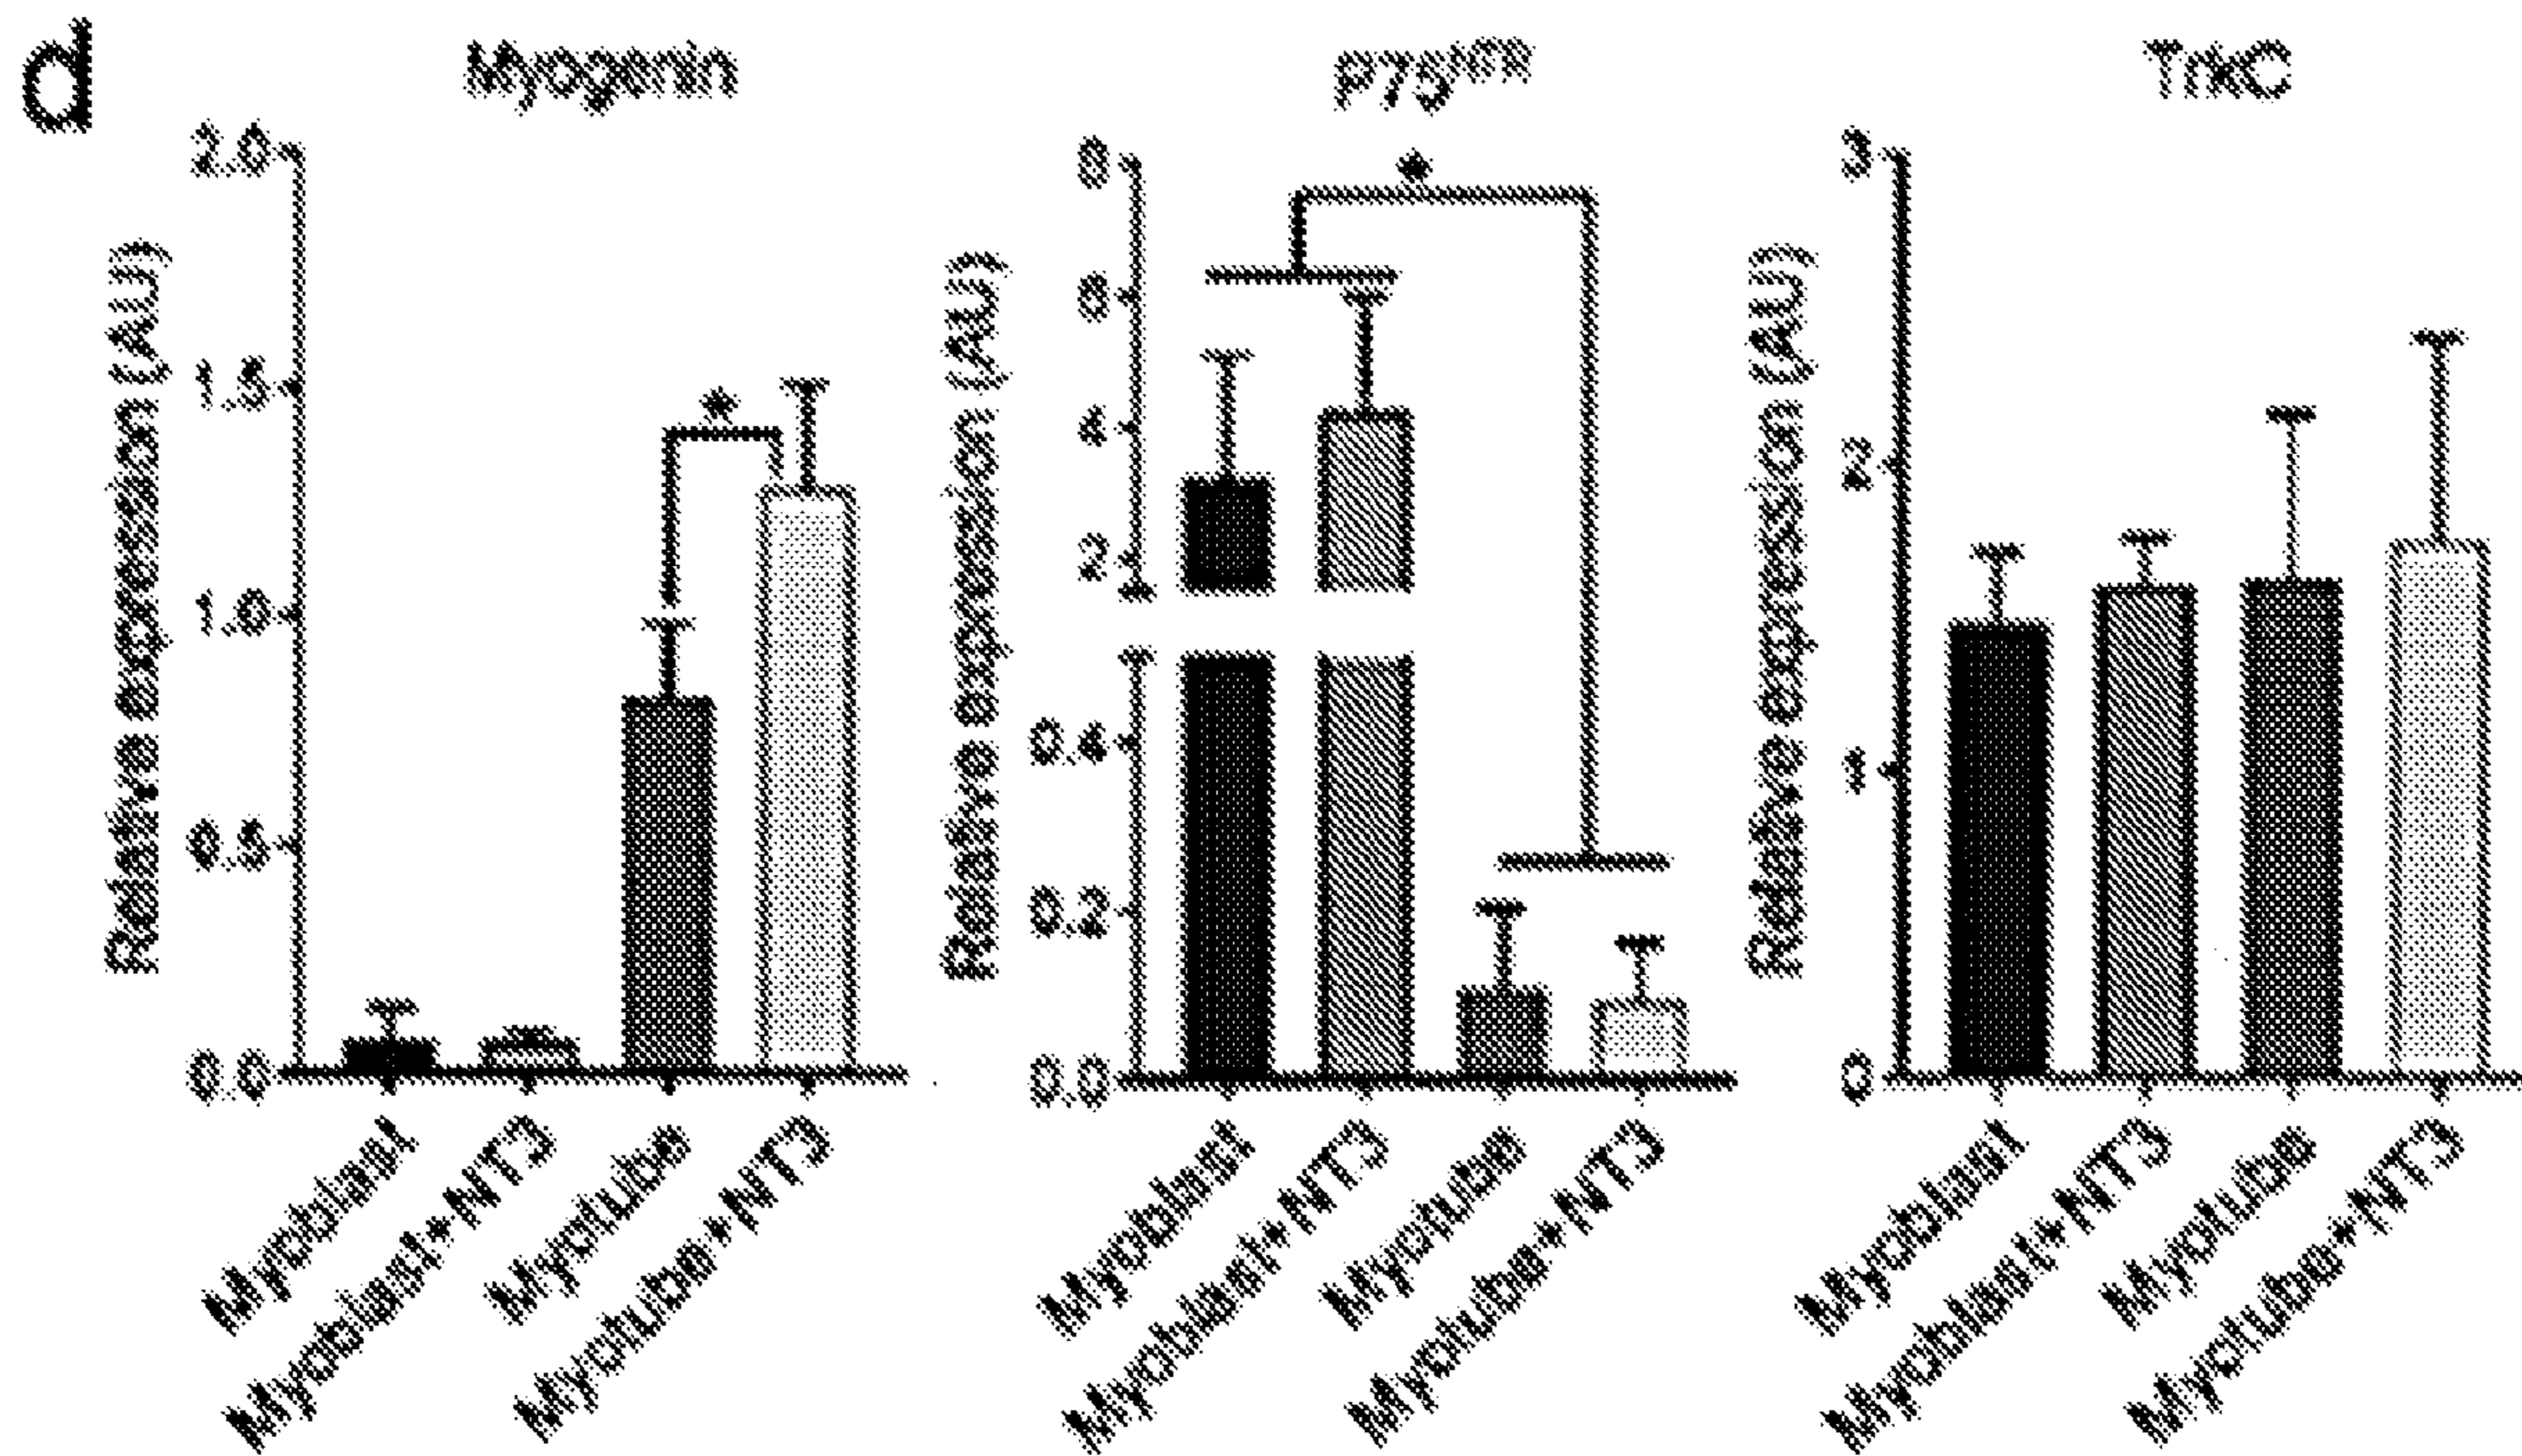 d
Myogenin
Relative expression (AU)
2.0
1.5
1.0
0.5
0.0
*
Myoblast
Myoblast+NT3
Myotube
Myotube+NT3
P75NTR
Relative expression (AU)
8
6
4
2
0.4
0.2
0.0
*
Myoblast
Myoblast+NT3
Myotube
Myotube+NT3
TrkC
Relative expression (AU)
3
2
1
0
Myoblast
Myoblast+NT3
Myotube
Myotube+NT3